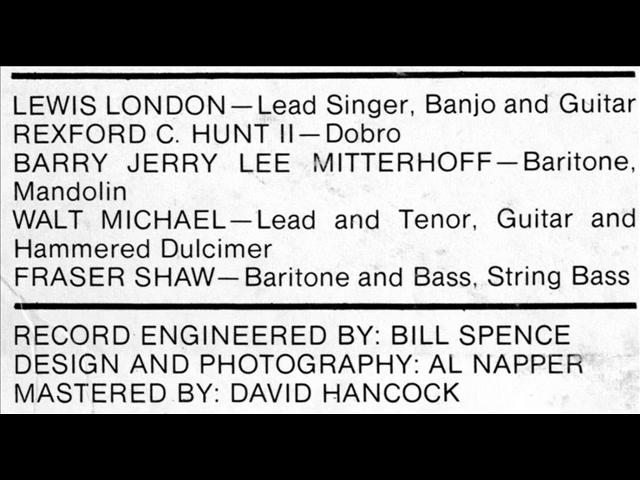 LEWIS LONDON—Lead Singer, Banjo and Guitar
REXFORD C. HUNT II—Dobro
BARRY JERRY LEE MITTERHOFF—Baritone,
Mandolin
WALT MICHAEL—Lead and Tenor, Guitar and
Hammered Dulcimer
FRASER SHAW—Baritone and Bass, String Bass
RECORD ENGINEERED BY: BILL SPENCE
DESIGN AND PHOTOGRAPHY: AL NAPPER
MASTERED BY: DAVID HANCOCK